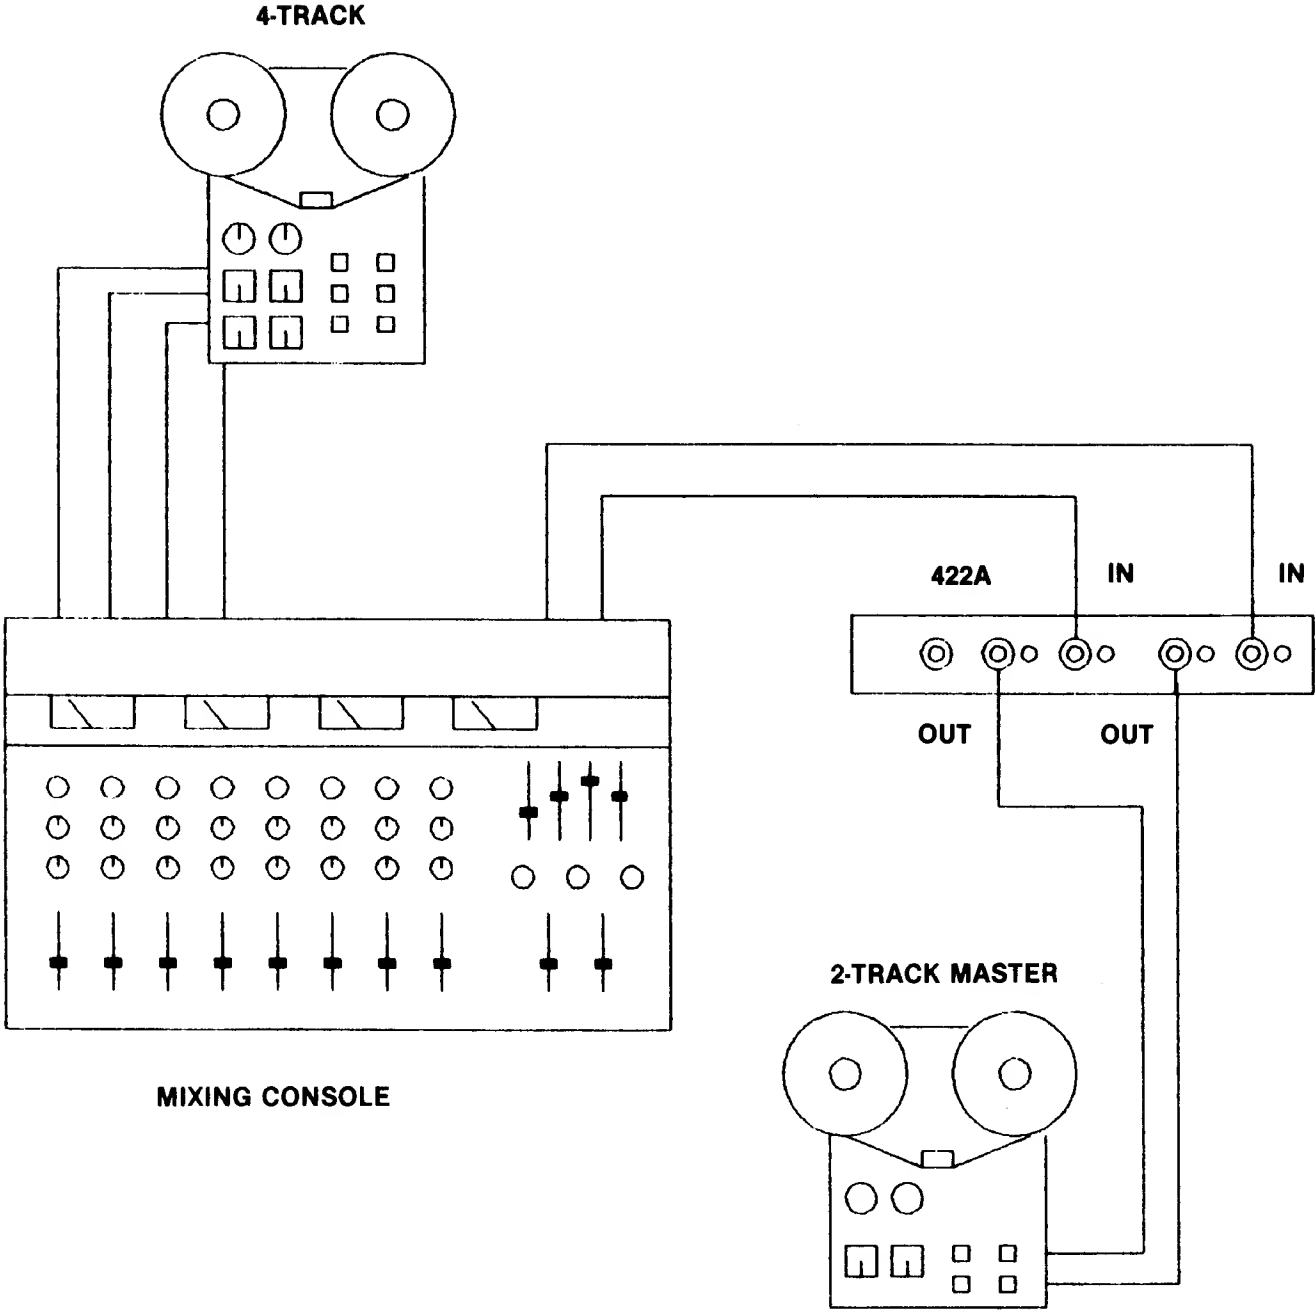 4-TRACK
422A
IN
IN
OUT
OUT
2-TRACK MASTER
MIXING CONSOLE